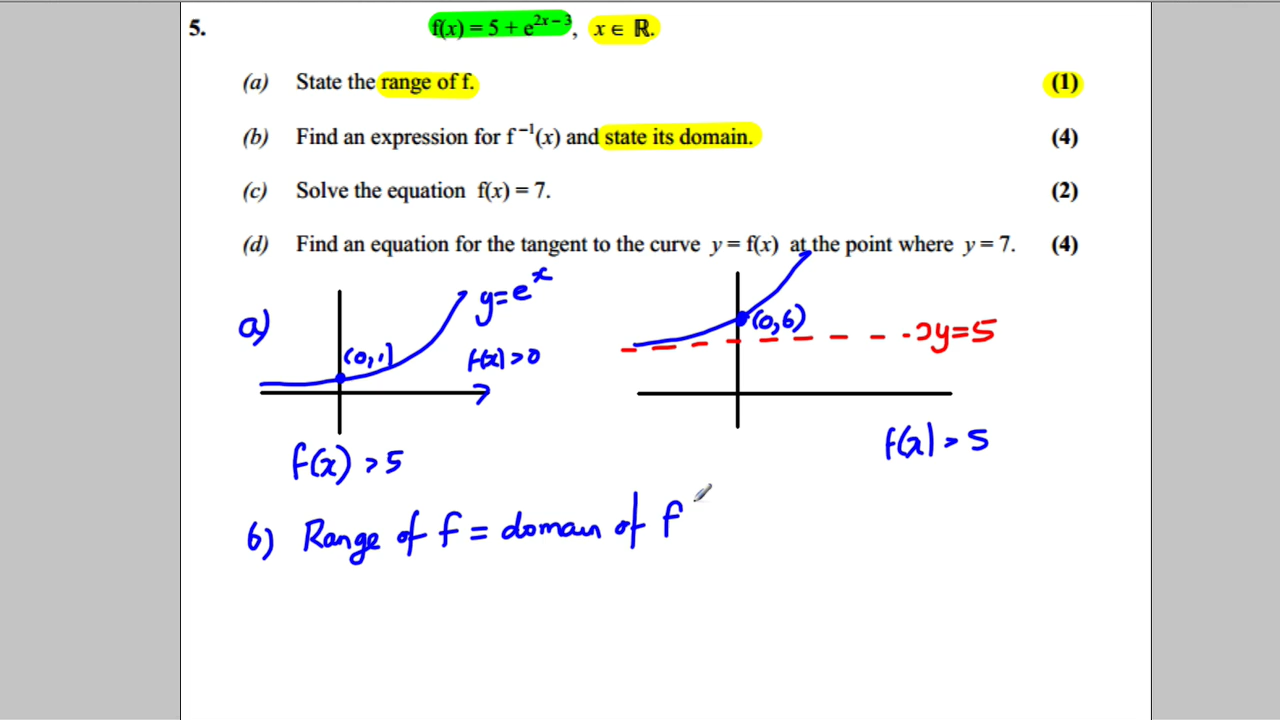 5. f(x) = 5 + e^{2x – 3}, x ∈ ℝ.
(a) State the range of f. (1)
(b) Find an expression for f⁻¹(x) and state its domain. (4)
(c) Solve the equation f(x) = 7. (2)
(d) Find an equation for the tangent to the curve y = f(x) at the point where y = 7. (4)
a)
y=e^x
(0,1)
f(x)>0
(0,6)
y=5
f(x) > 5
f(x) > 5
b) Range of f = domain of f⁻